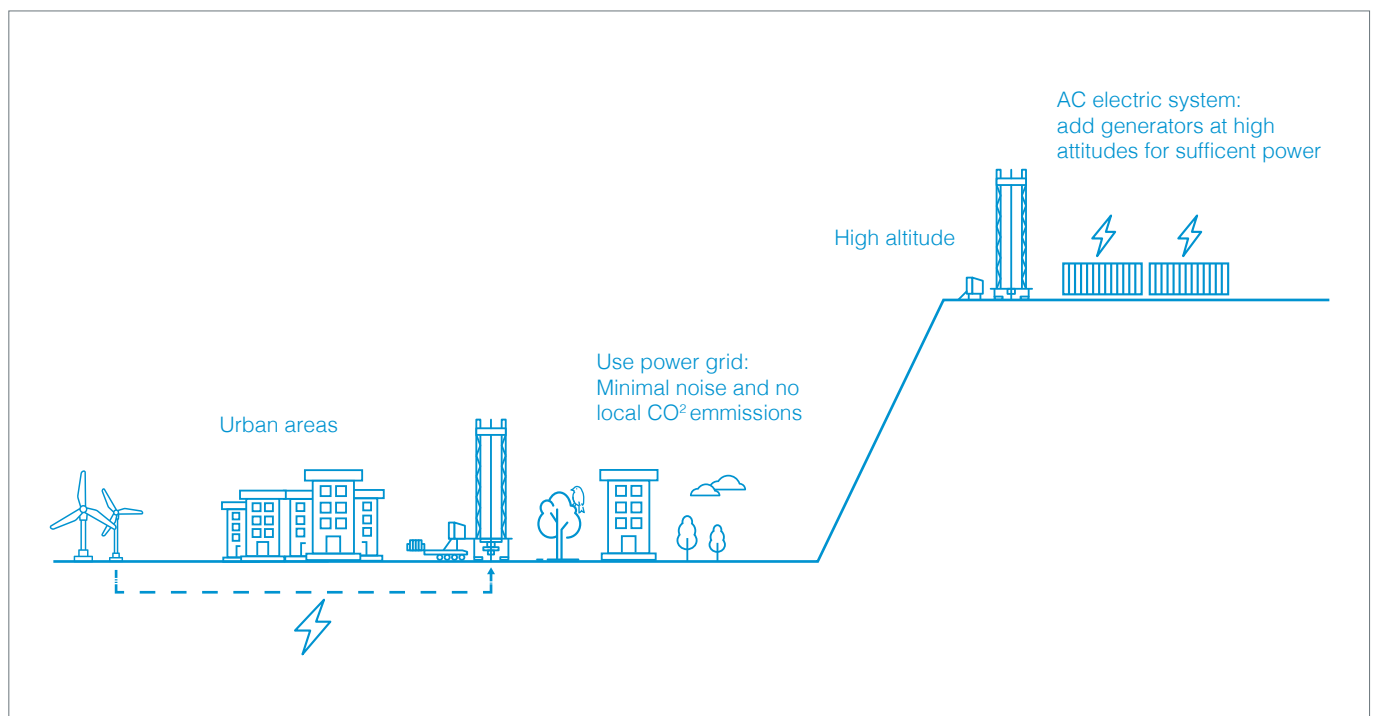 AC electric system:
add generators at high
attitudes for sufficent power
High altitude
Use power grid:
Minimal noise and no
local CO² emmissions
Urban areas